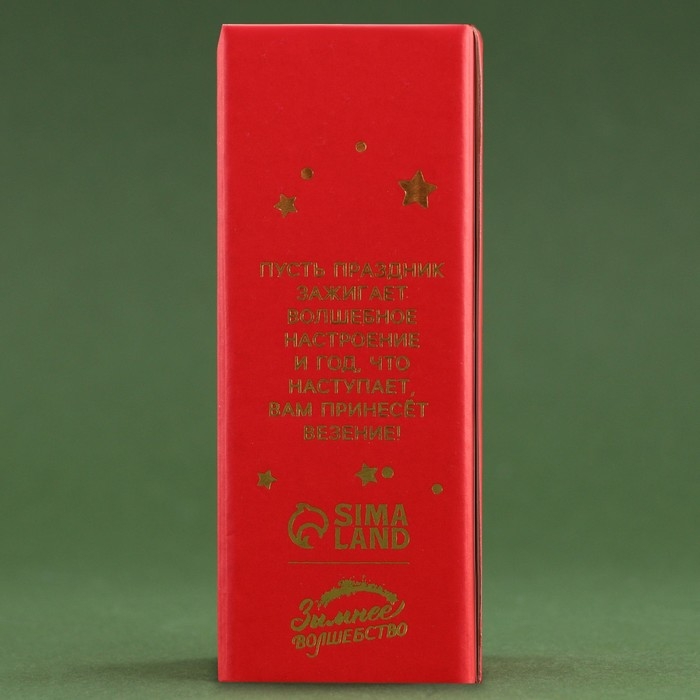 ПУСТЬ ПРАЗДНИК
ЗАЖИГАЕТ
ВОЛШЕБНОЕ
НАСТРОЕНИЕ
И ГОД, ЧТО
НАСТУПАЕТ,
ВАМ ПРИНЕСЁТ
ВЕЗЕНИЕ!
SIMA
LAND
Зимнее
ВОЛШЕБСТВО